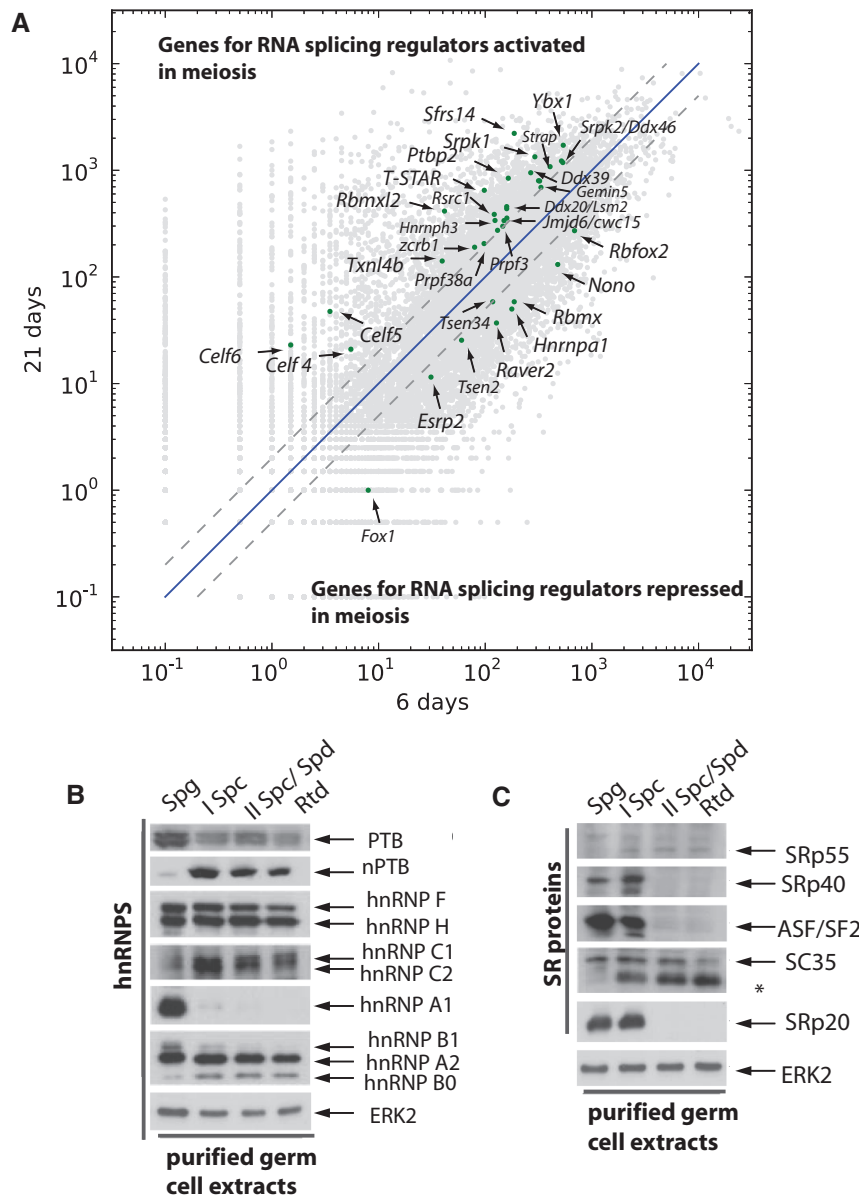 A
Genes for RNA splicing regulators activated
in meiosis
10^4
10^3
10^2
10^1
10^0
10^-1
21 days
Sfrs14
Ybx1
Srpk1
Strap
Srpk2/Ddx46
Ptbp2
T-STAR
Ddx39
Gemin5
Rbmxl2
Rsrc1
Ddx20/Lsm2
Hnrnph3
Jmjd6/cwc15
zcrb1
Rbfox2
Txnl4b
Prpf38a
Prpf3
Nono
Celf5
Tsen34
Rbmx
Celf6
Celf 4
Hnrnpa1
Raver2
Tsen2
Esrp2
Fox1
Genes for RNA splicing regulators repressed
in meiosis
10^-1
10^0
10^1
10^2
10^3
10^4
6 days
B
Spg
I Spc
II Spc/ Spd
Rtd
hnRNPS
PTB
nPTB
hnRNP F
hnRNP H
hnRNP C1
hnRNP C2
hnRNP A1
hnRNP B1
hnRNP A2
hnRNP B0
ERK2
purified germ
cell extracts
C
Spg
I Spc
II Spc/Spd
Rtd
SR proteins
SRp55
SRp40
ASF/SF2
SC35
*
SRp20
ERK2
purified germ
cell extracts